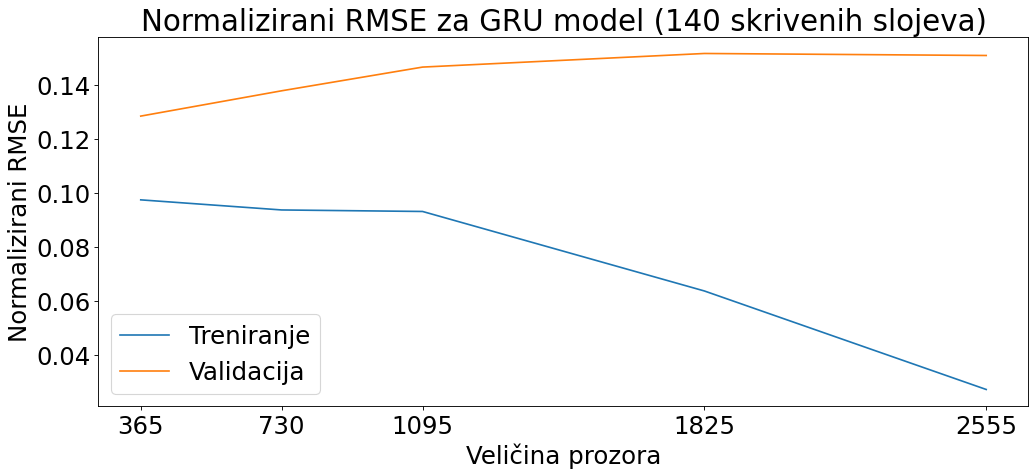 Normalizirani RMSE za GRU model (140 skrivenih slojeva)
Normalizirani RMSE
0.14
0.12
0.10
0.08
0.06
0.04
Treniranje
Validacija
365 730 1095 1825 2555
Veličina prozora